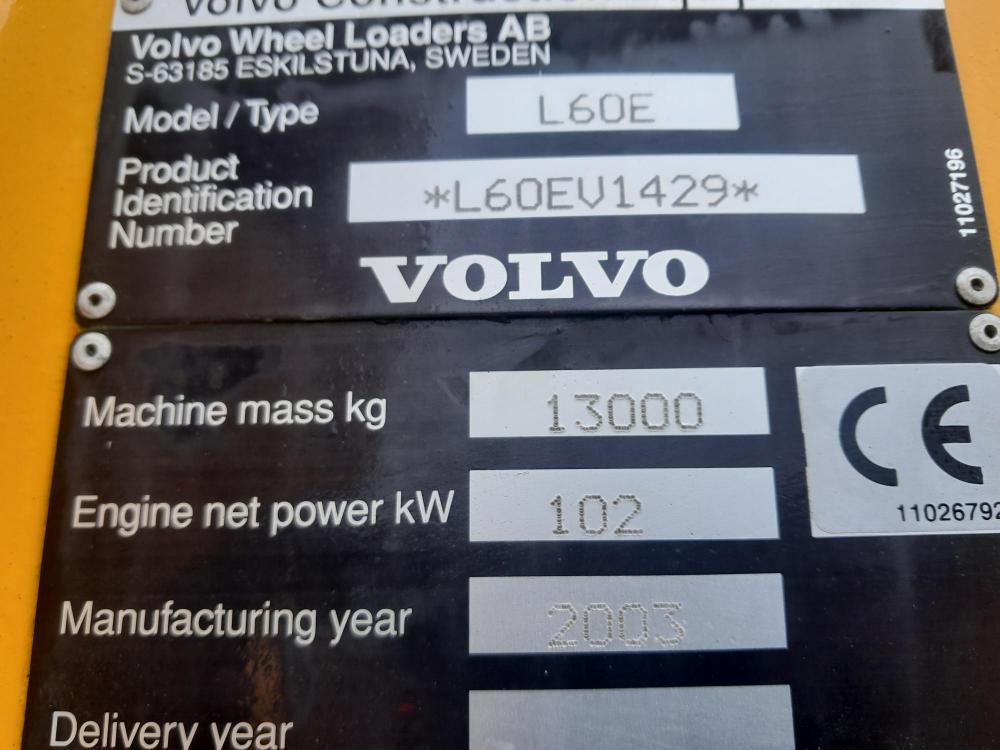 Volvo
Volvo Wheel Loaders AB
S-63185 ESKILSTUNA, SWEDEN
Model / Type L60E
Product
Identification
Number *L60EV1429*
11027196
VOLVO
Machine mass kg 13000
CE
Engine net power kW 102
11026792
Manufacturing year 2003
Delivery year